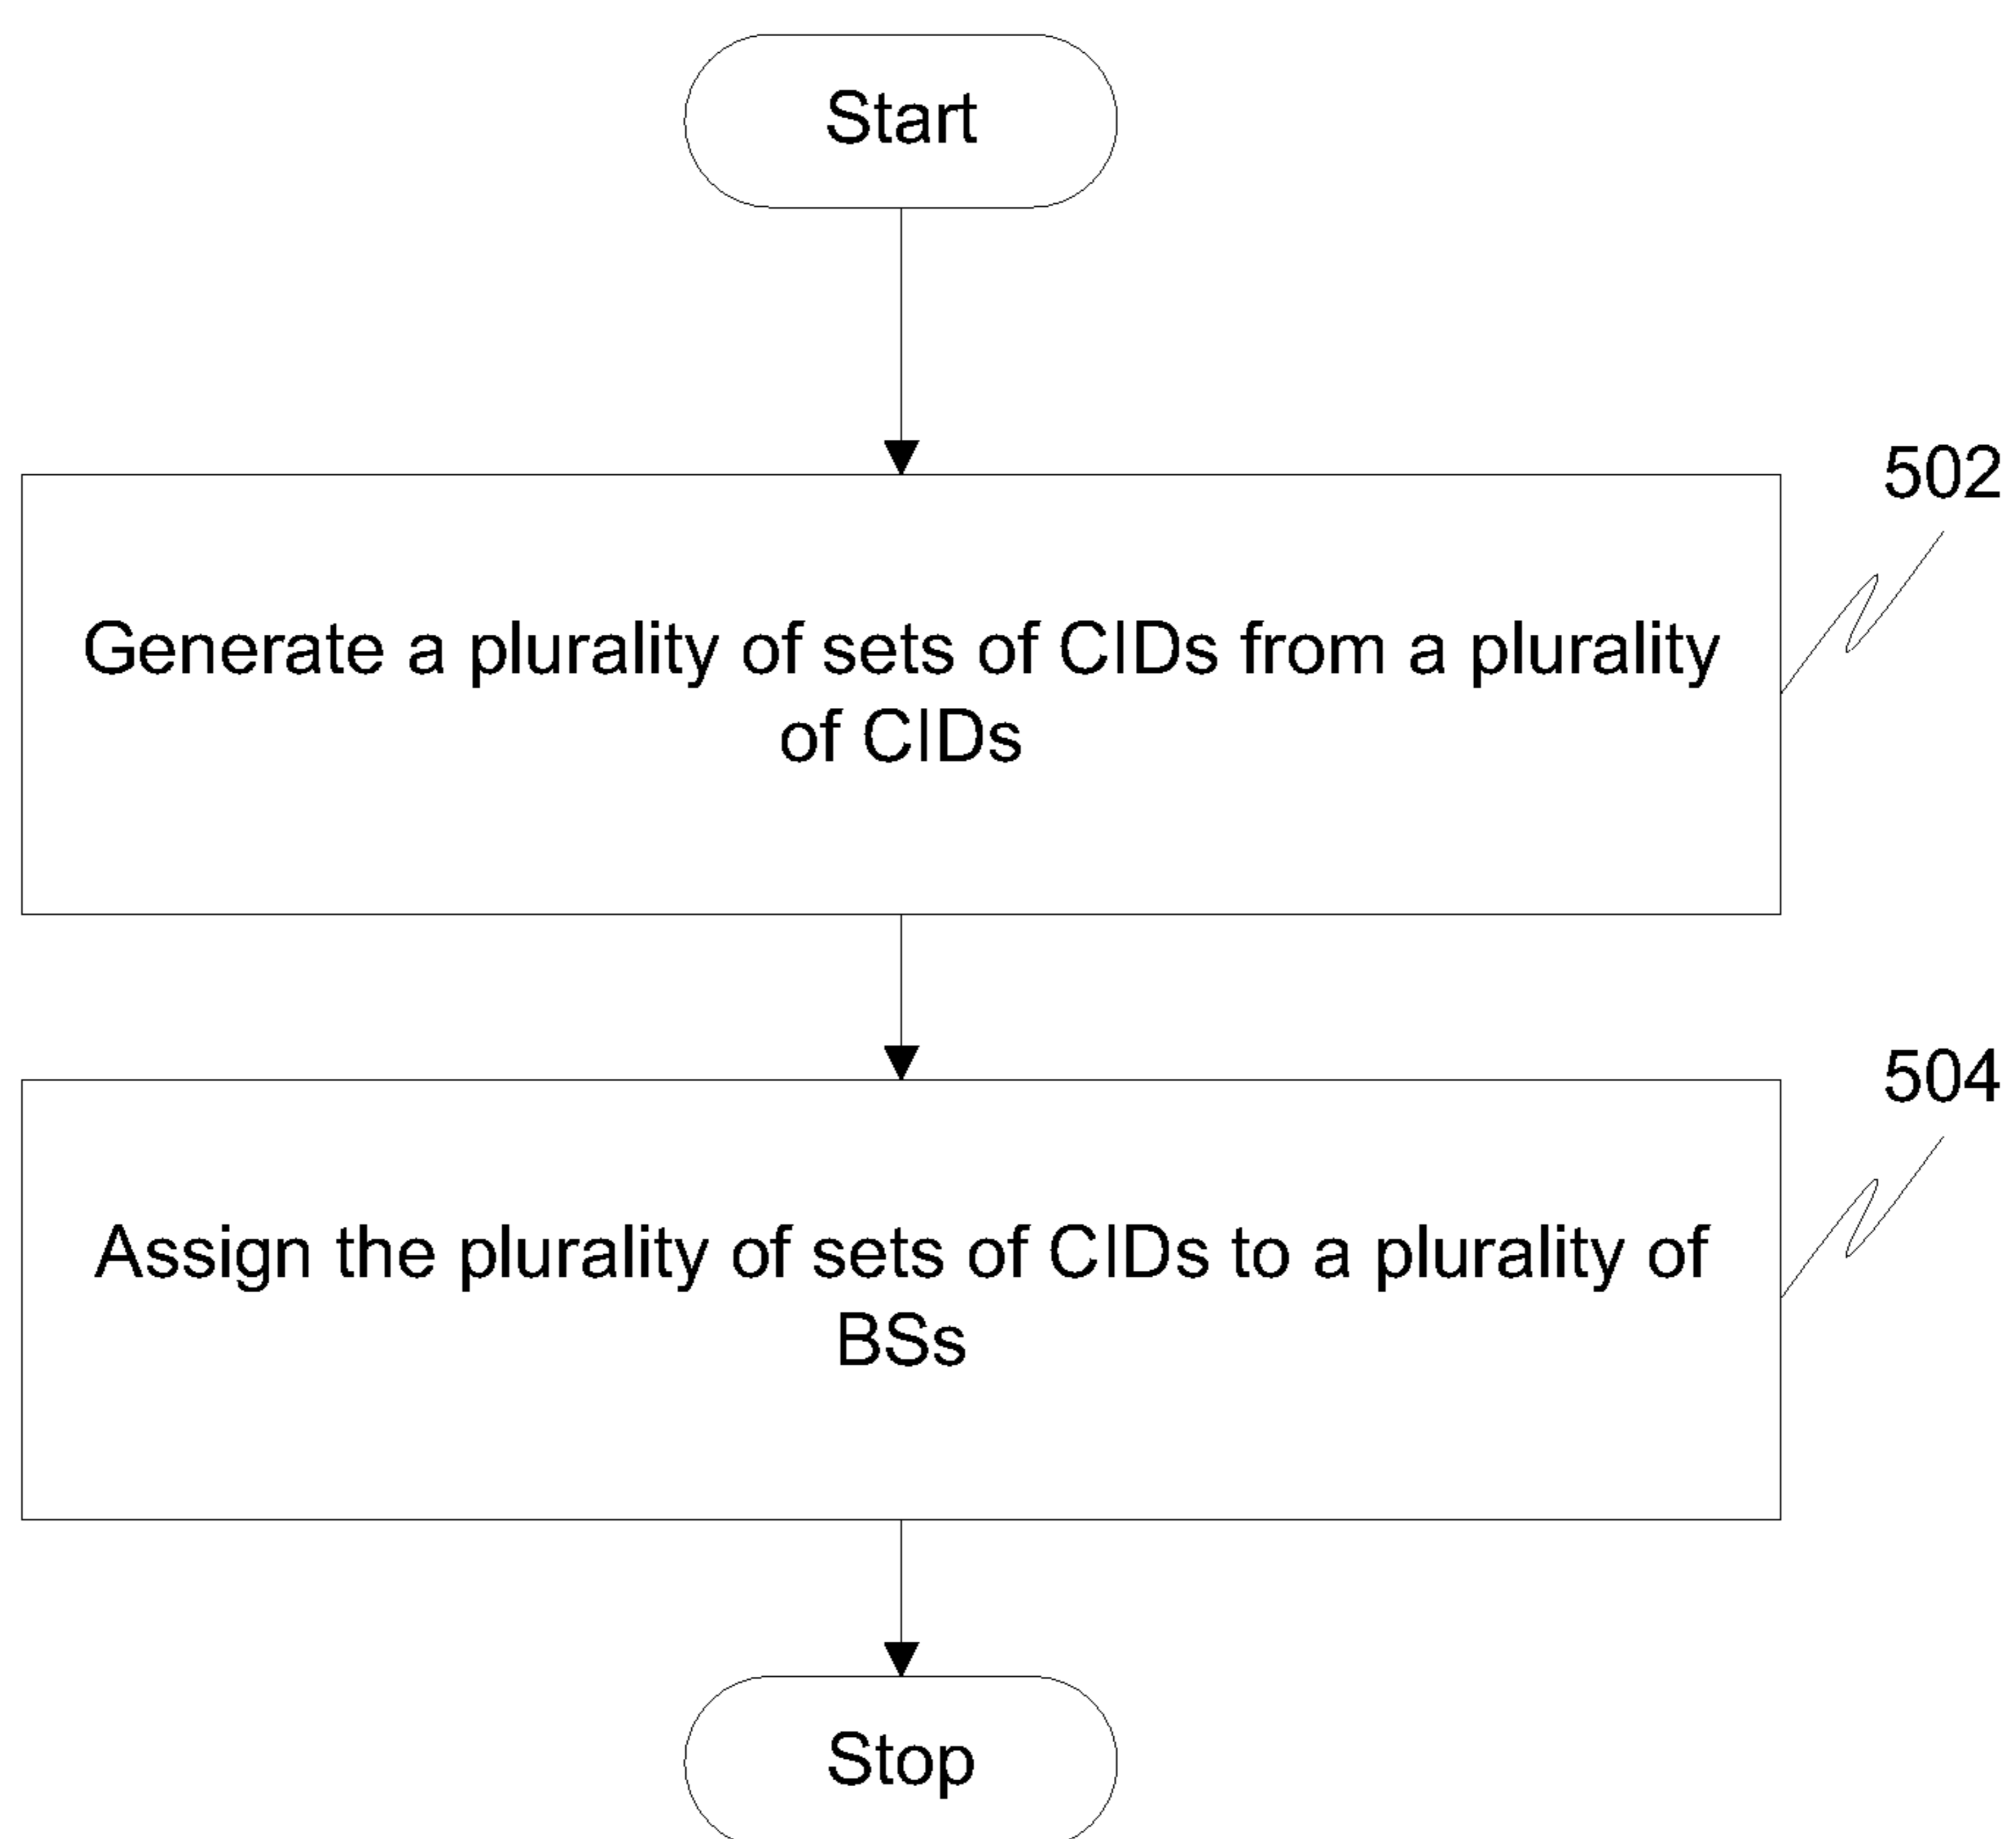 Start
502
Generate a plurality of sets of CIDs from a plurality
of CIDs
504
Assign the plurality of sets of CIDs to a plurality of
BSs
Stop